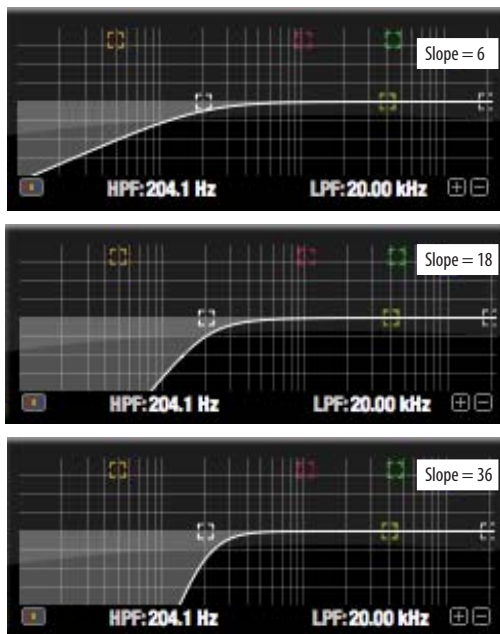 Slope = 6
HPF: 204.1 Hz LPF: 20.00 kHz
Slope = 18
HPF: 204.1 Hz LPF: 20.00 kHz
Slope = 36
HPF: 204.1 Hz LPF: 20.00 kHz